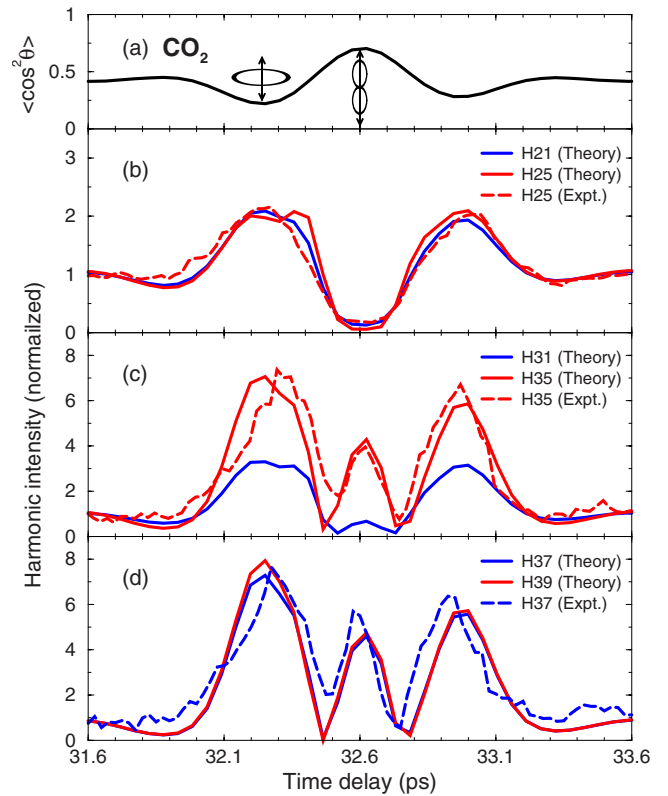 (a) CO₂
<cos²θ>
1
0.5
0
(b)
H21 (Theory)
H25 (Theory)
H25 (Expt.)
3
2
1
0
(c)
H31 (Theory)
H35 (Theory)
H35 (Expt.)
8
6
4
2
0
Harmonic intensity (normailzed)
(d)
H37 (Theory)
H39 (Theory)
H37 (Expt.)
8
6
4
2
0
31.6 32.1 32.6 33.1 33.6
Time delay (ps)